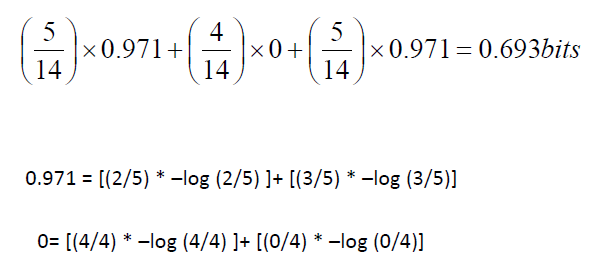 (5/14)×0.971+(4/14)×0+(5/14)×0.971=0.693bits
0.971 = [(2/5) * –log (2/5) ]+ [(3/5) * –log (3/5)]
0= [(4/4) * –log (4/4) ]+ [(0/4) * –log (0/4)]